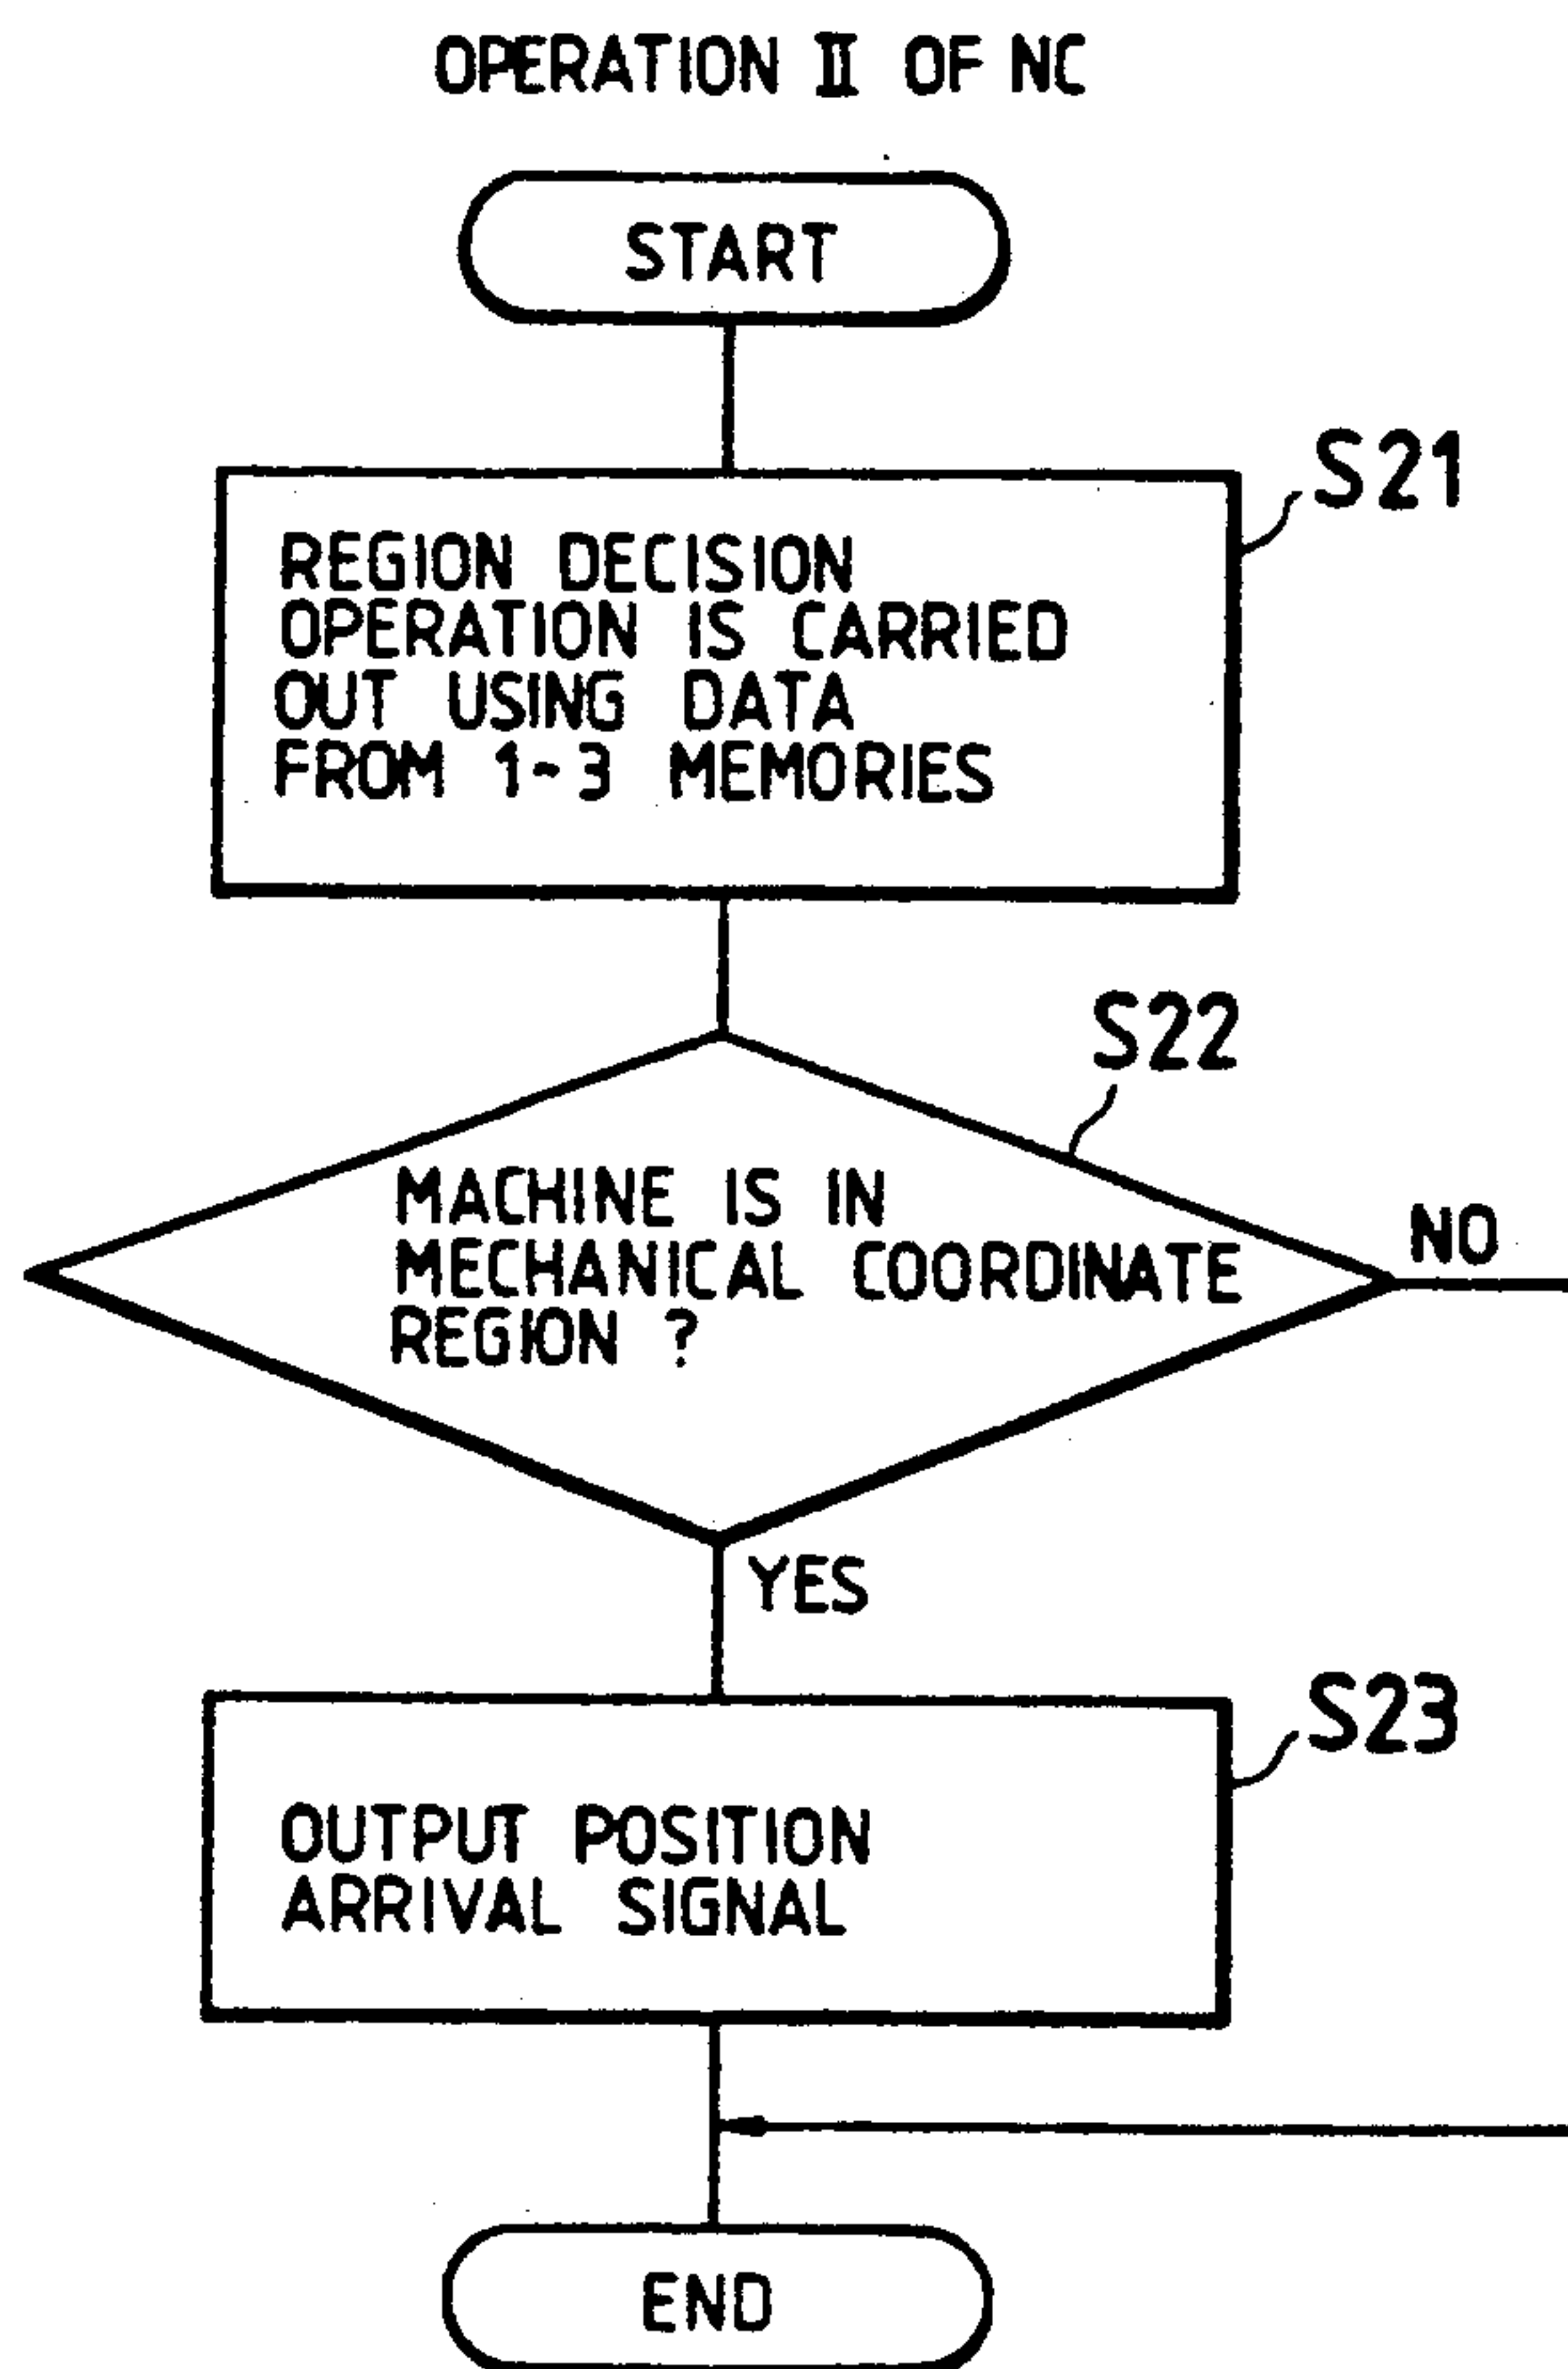 OPERATION II OF NC
START
S21
REGION DECISION
OPERATION IS CARRIED
OUT USING DATA
FROM 1~3 MEMORIES
S22
MACHINE IS IN
MECHANICAL COORDINATE
REGION ?
NO
YES
S23
OUTPUT POSITION
ARRIVAL SIGNAL
END